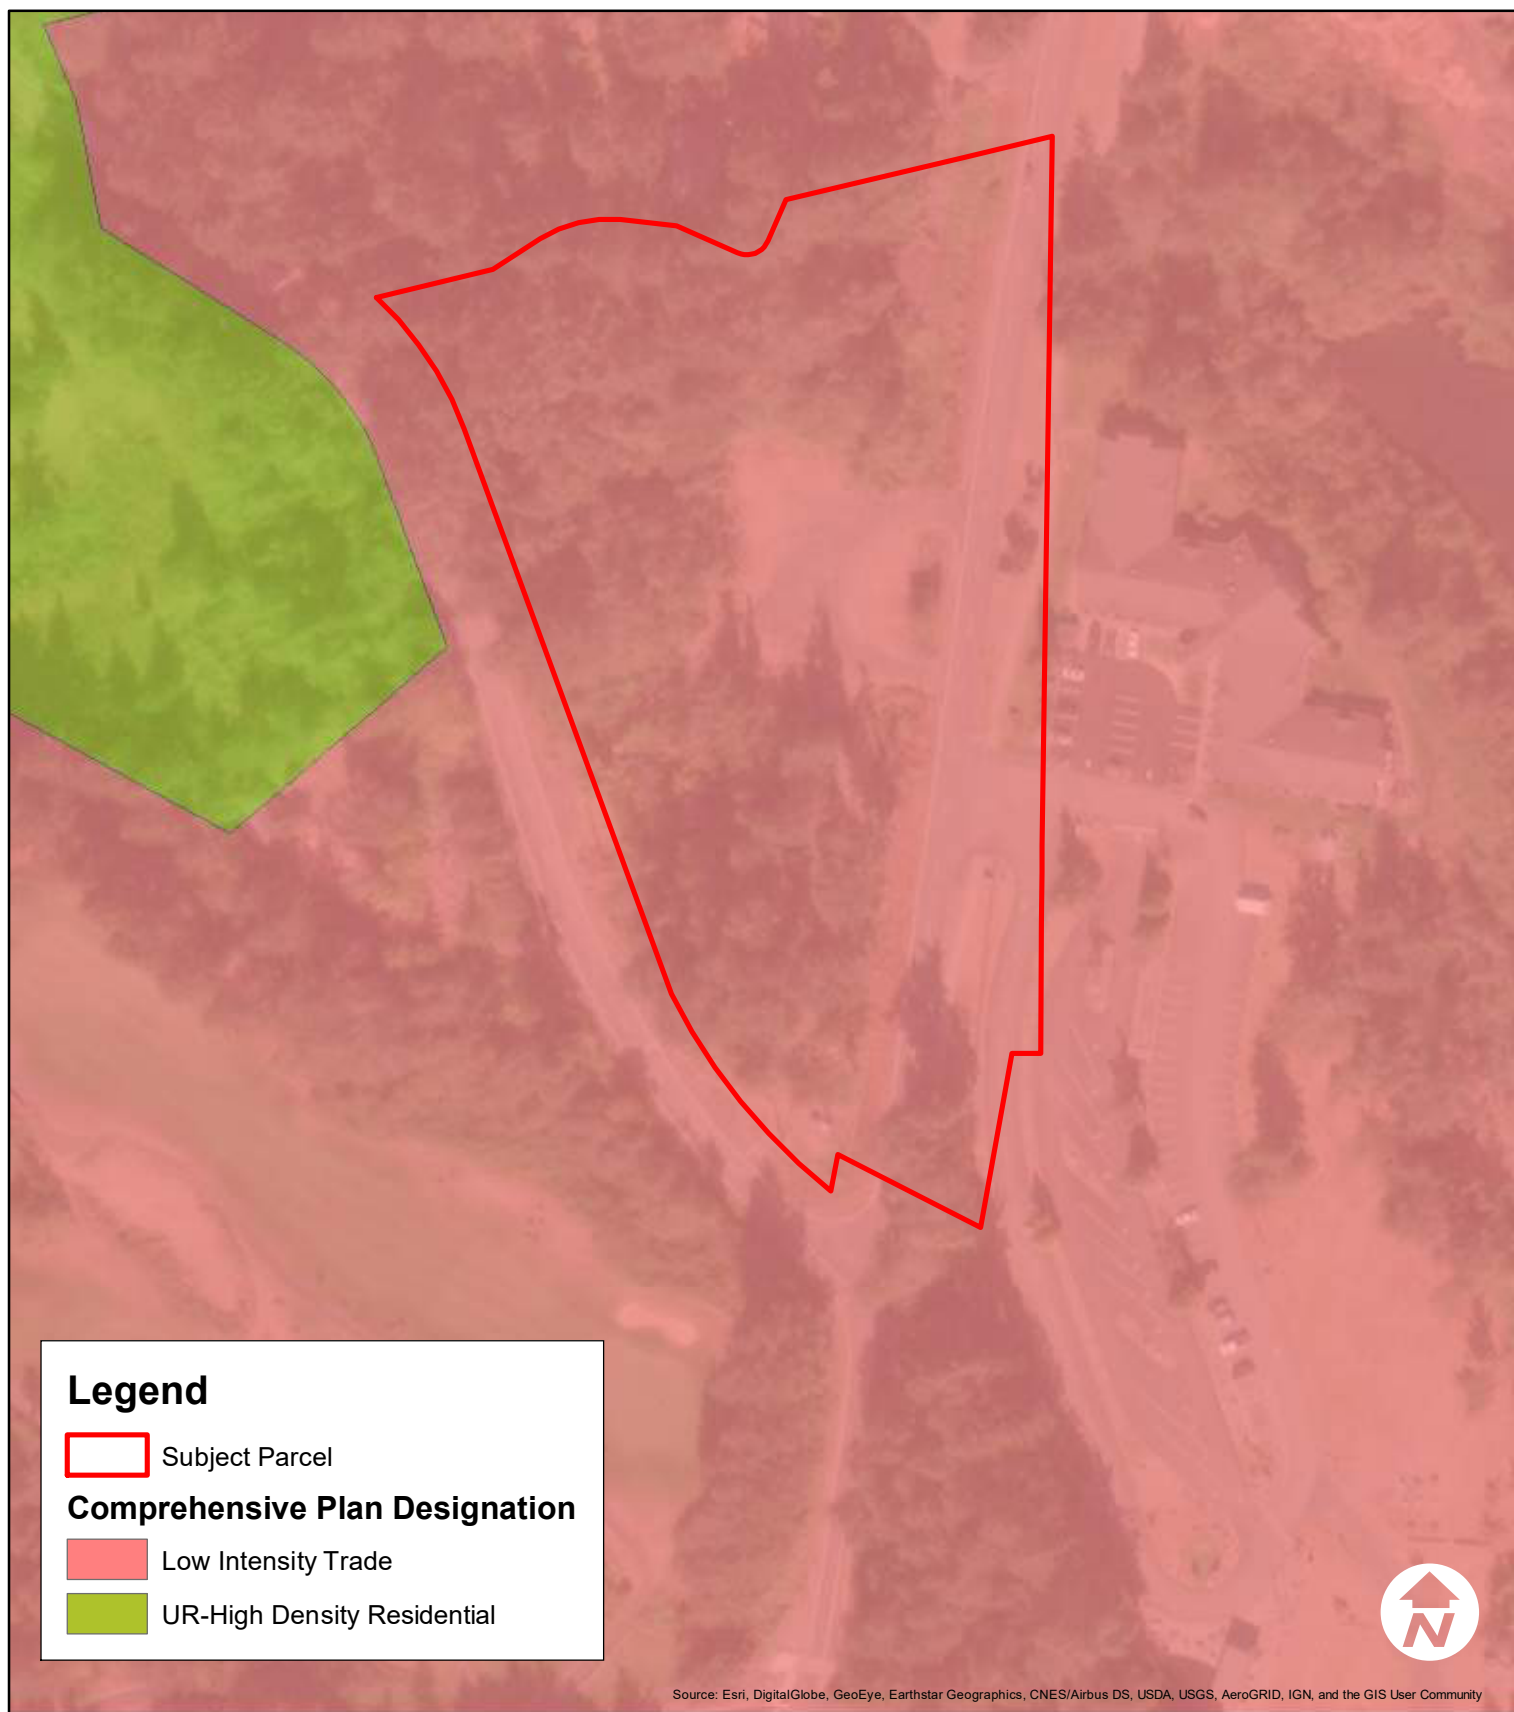 Legend
Subject Parcel
Comprehensive Plan Designation
Low Intensity Trade
UR-High Density Residential
N
Source: Esri, DigitalGlobe, GeoEye, Earthstar Geographics, CNES/Airbus DS, USDA, USGS, AeroGRID, IGN, and the GIS User Community